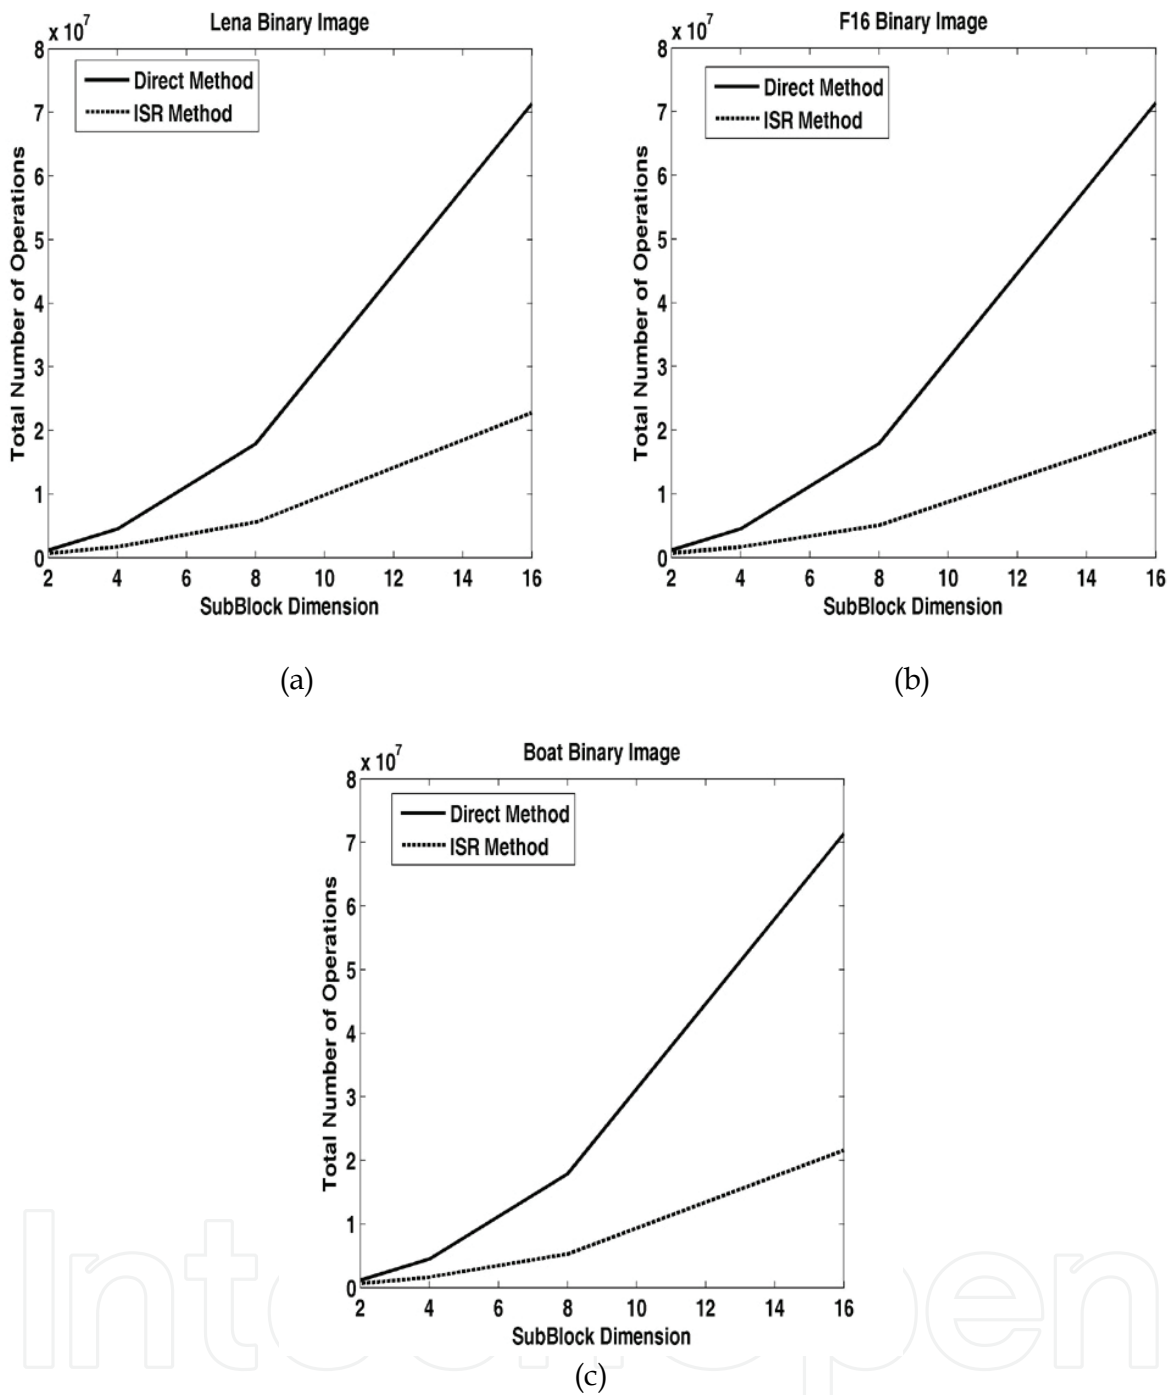 Lena Binary Image
x 10^7
Direct Method
ISR Method
8
7
6
5
4
3
2
1
0
Total Number of Operations
2 4 6 8 10 12 14 16
SubBlock Dimension
(a)
F16 Binary Image
x 10^7
Direct Method
ISR Method
8
7
6
5
4
3
2
1
0
Total Number of Operations
2 4 6 8 10 12 14 16
SubBlock Dimension
(b)
Boat Binary Image
x 10^7
Direct Method
ISR Method
8
7
6
5
4
3
2
1
0
Total Number of Operations
2 4 6 8 10 12 14 16
SubBlock Dimension
(c)